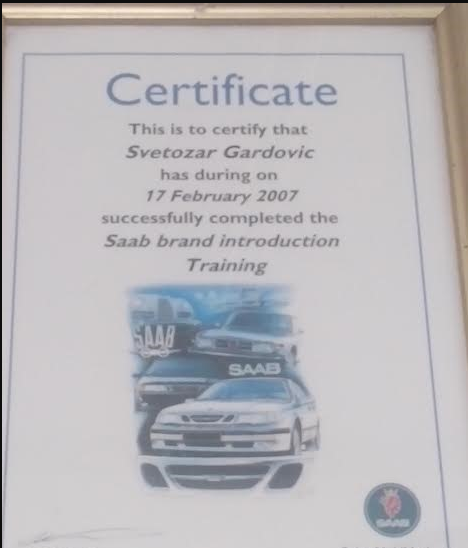 Certificate
This is to certify that
Svetozar Gardovic
has during on
17 February 2007
successfully completed the
Saab brand introduction
Training
SAAB
SAAB
SAAB